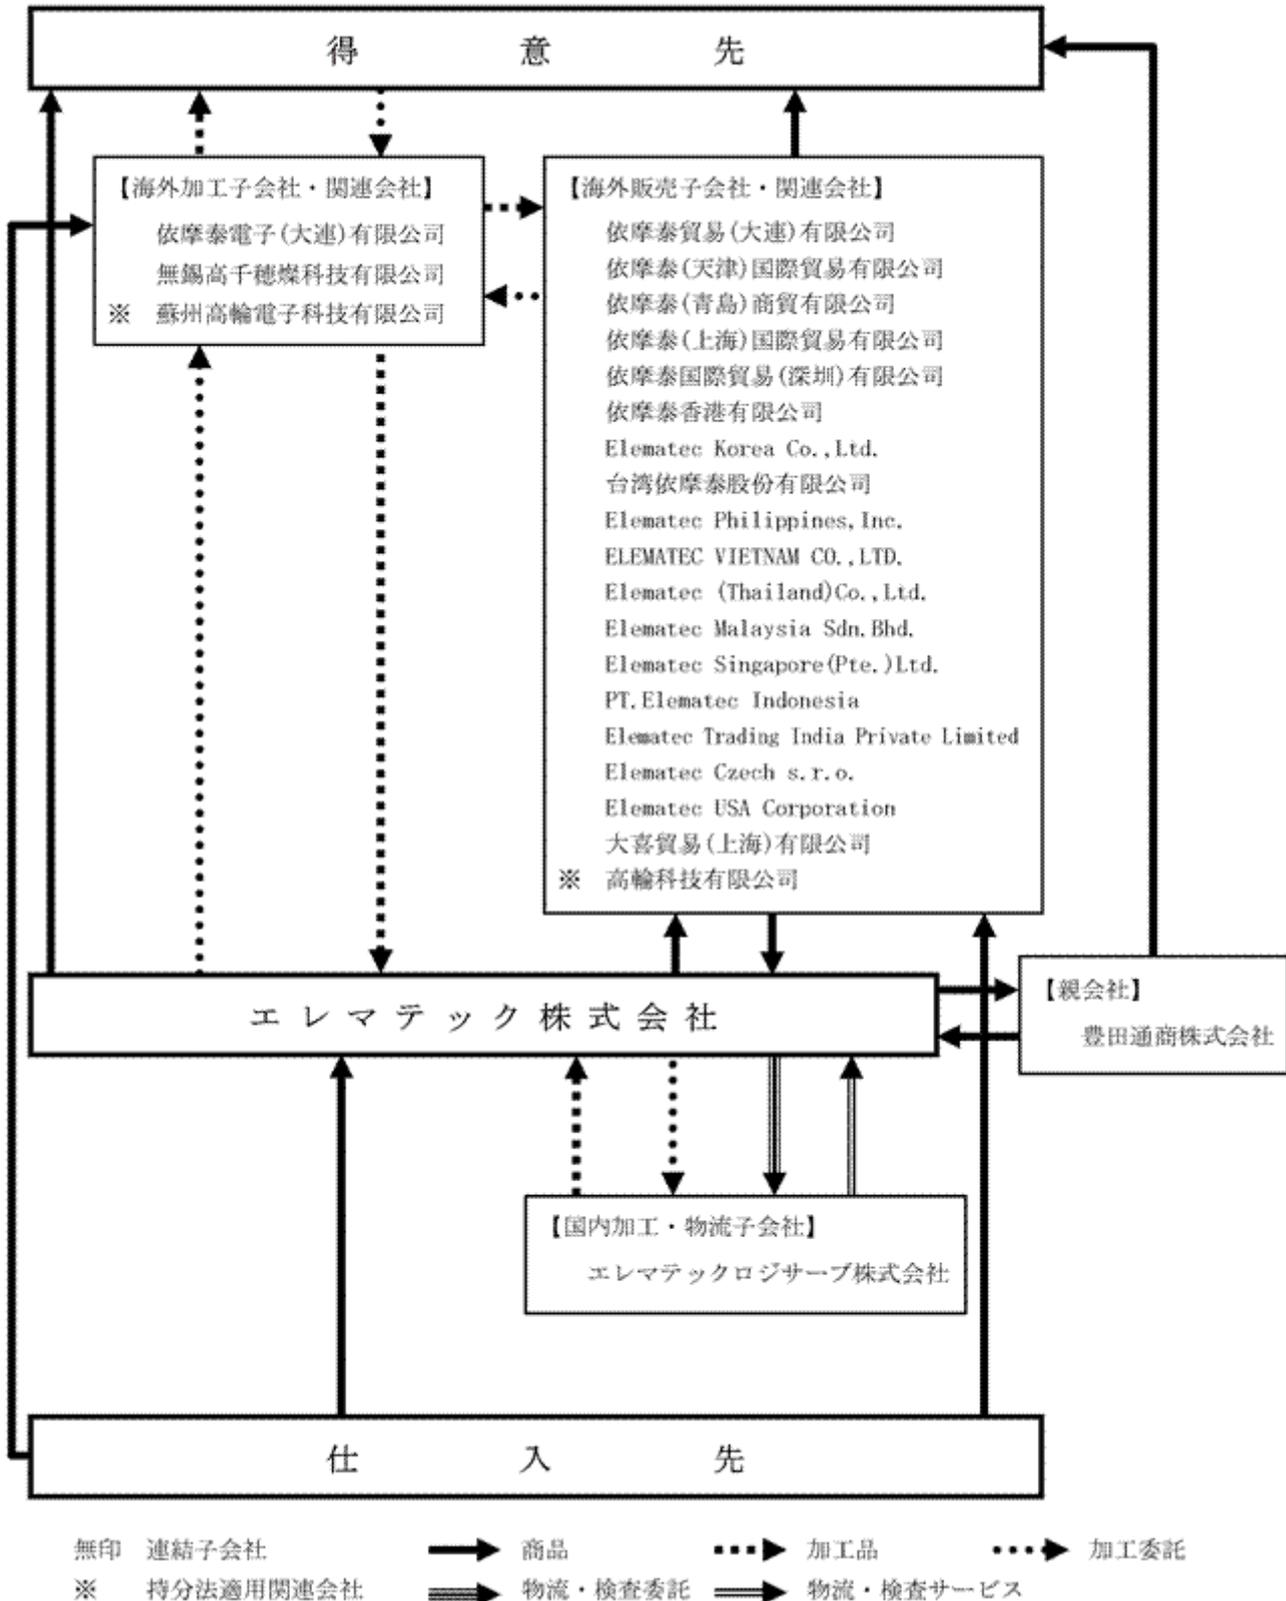 得意先
【海外加工子会社・関連会社】
依摩泰電子(大連)有限公司
無錫高千穂燦科技有限公司
※ 蘇州高輪電子科技有限公司
【海外販売子会社・関連会社】
依摩泰貿易(大連)有限公司
依摩泰(天津)国際貿易有限公司
依摩泰(青島)商貿有限公司
依摩泰(上海)国際貿易有限公司
依摩泰国際貿易(深圳)有限公司
依摩泰香港有限公司
Elematec Korea Co.,Ltd.
台湾依摩泰股份有限公司
Elematec Philippines,Inc.
ELEMATEC VIETNAM CO.,LTD.
Elematec (Thailand)Co.,Ltd.
Elematec Malaysia Sdn.Bhd.
Elematec Singapore(Pte.)Ltd.
PT.Elematec Indonesia
Elematec Trading India Private Limited
Elematec Czech s.r.o.
Elematec USA Corporation
大喜貿易(上海)有限公司
※ 高輪科技有限公司
エレマテック株式会社
【親会社】
豊田通商株式会社
【国内加工・物流子会社】
エレマテックロジサーブ株式会社
仕入先
無印 連結子会社 商品 加工品 加工委託
※ 持分法適用関連会社 物流・検査委託 物流・検査サービス